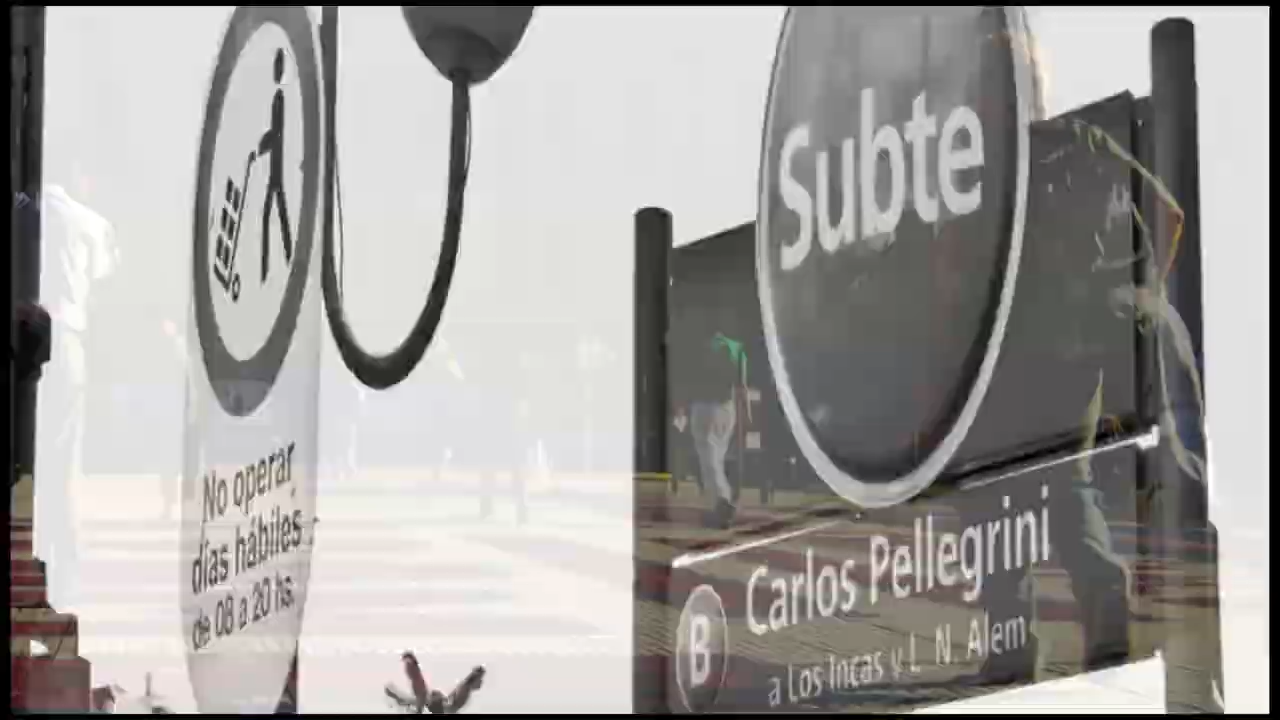 No operar
días hábiles
de 08 a 20 hs.
Subte
Carlos Pellegrini
B
a Los Incas y L. N. Alem